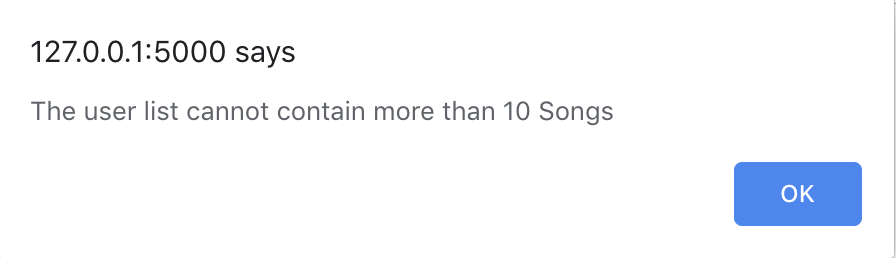 127.0.0.1:5000 says
The user list cannot contain more than 10 Songs
OK